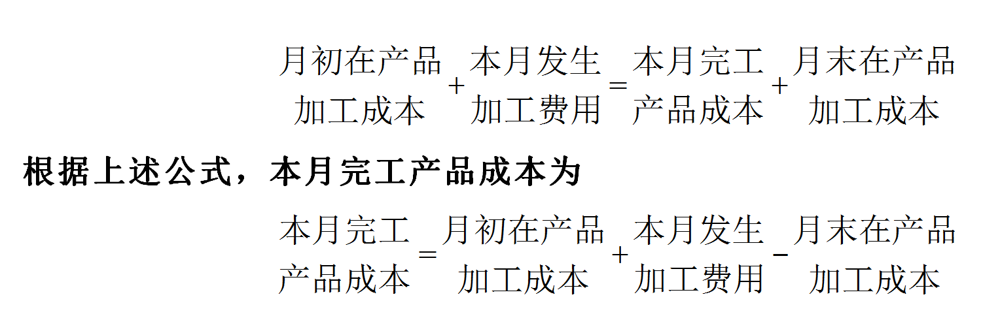 月初在产品 本月发生 本月完工 月末在产品
+ = +
加工成本 加工费用 产品成本 加工成本
根据上述公式，本月完工产品成本为
本月完工 月初在产品 本月发生 月末在产品
= + −
产品成本 加工成本 加工费用 加工成本